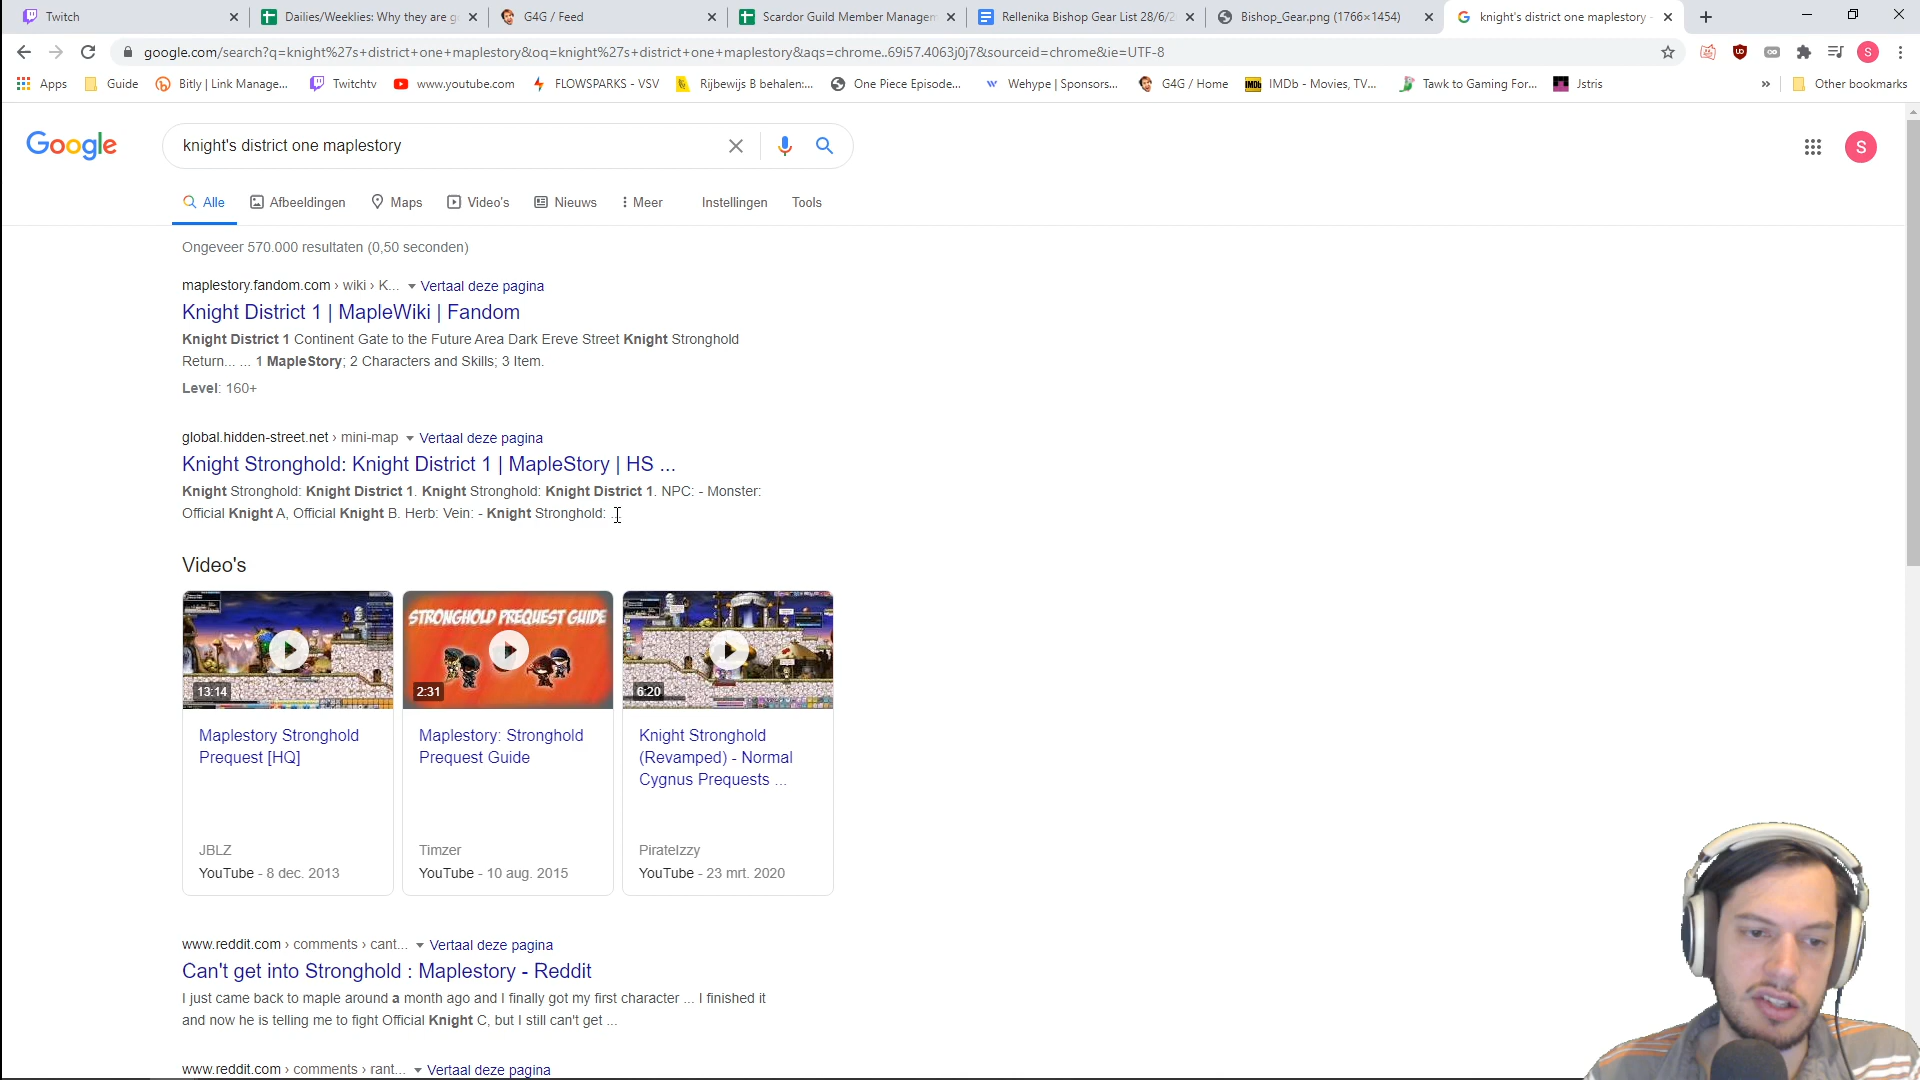 Twitch
Dailies/Weeklies: Why they are g
G4G / Feed
Scardor Guild Member Managem
Rellenika Bishop Gear List 28/6/2
Bishop_Gear.png (1766×1454)
knight's district one maplestory
google.com/search?q=knight%27s+district+one+maplestory&oq=knight%27s+district+one+maplestory&aqs=chrome..69i57.4063j0j7&sourceid=chrome&ie=UTF-8
S
Apps
Guide
Bitly | Link Manage...
Twitchtv
www.youtube.com
FLOWSPARKS - VSV
Rijbewijs B behalen:...
One Piece Episode...
Wehype | Sponsors...
G4G / Home
IMDb - Movies, TV...
Tawk to Gaming For...
Jstris
»
Other bookmarks
Google
knight's district one maplestory
S
Alle
Afbeeldingen
Maps
Video's
Nieuws
Meer
Instellingen
Tools
Ongeveer 570.000 resultaten (0,50 seconden)
maplestory.fandom.com › wiki › K... Vertaal deze pagina
Knight District 1 | MapleWiki | Fandom
Knight District 1 Continent Gate to the Future Area Dark Ereve Street Knight Stronghold
Return... ... 1 MapleStory; 2 Characters and Skills; 3 Item.
Level: 160+
global.hidden-street.net › mini-map Vertaal deze pagina
Knight Stronghold: Knight District 1 | MapleStory | HS ...
Knight Stronghold: Knight District 1. Knight Stronghold: Knight District 1. NPC: - Monster:
Official Knight A, Official Knight B. Herb: Vein: - Knight Stronghold: ...
Video's
13:14
STRONGHOLD PREQUEST GUIDE
2:31
6:20
Maplestory Stronghold
Prequest [HQ]
JBLZ
YouTube - 8 dec. 2013
Maplestory: Stronghold
Prequest Guide
Timzer
YouTube - 10 aug. 2015
Knight Stronghold
(Revamped) - Normal
Cygnus Prequests ...
PirateIzzy
YouTube - 23 mrt. 2020
www.reddit.com › comments › cant... Vertaal deze pagina
Can't get into Stronghold : Maplestory - Reddit
I just came back to maple around a month ago and I finally got my first character ... I finished it
and now he is telling me to fight Official Knight C, but I still can't get ...
www.reddit.com › comments › rant... Vertaal deze pagina